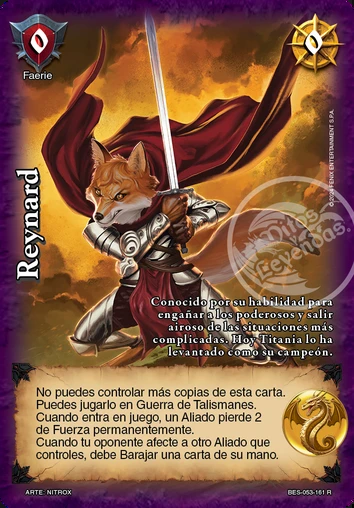 0
0
Faerie
©2023 FENIX ENTERTAINMENT S.P.A.
Mitos y
Leyendas.
Reynard
Conocido por su habilidad para
engañar a los poderosos y salir
airoso de las situaciones más
complicadas. Hoy Titania lo ha
levantado como su campeón.
No puedes controlar más copias de esta carta.
Puedes jugarlo en Guerra de Talismanes.
Cuando entra en juego, un Aliado pierde 2
de Fuerza permanentemente.
Cuando tu oponente afecte a otro Aliado que
controles, debe Barajar una carta de su mano.
ARTE: NITROX
BES-053-161 R